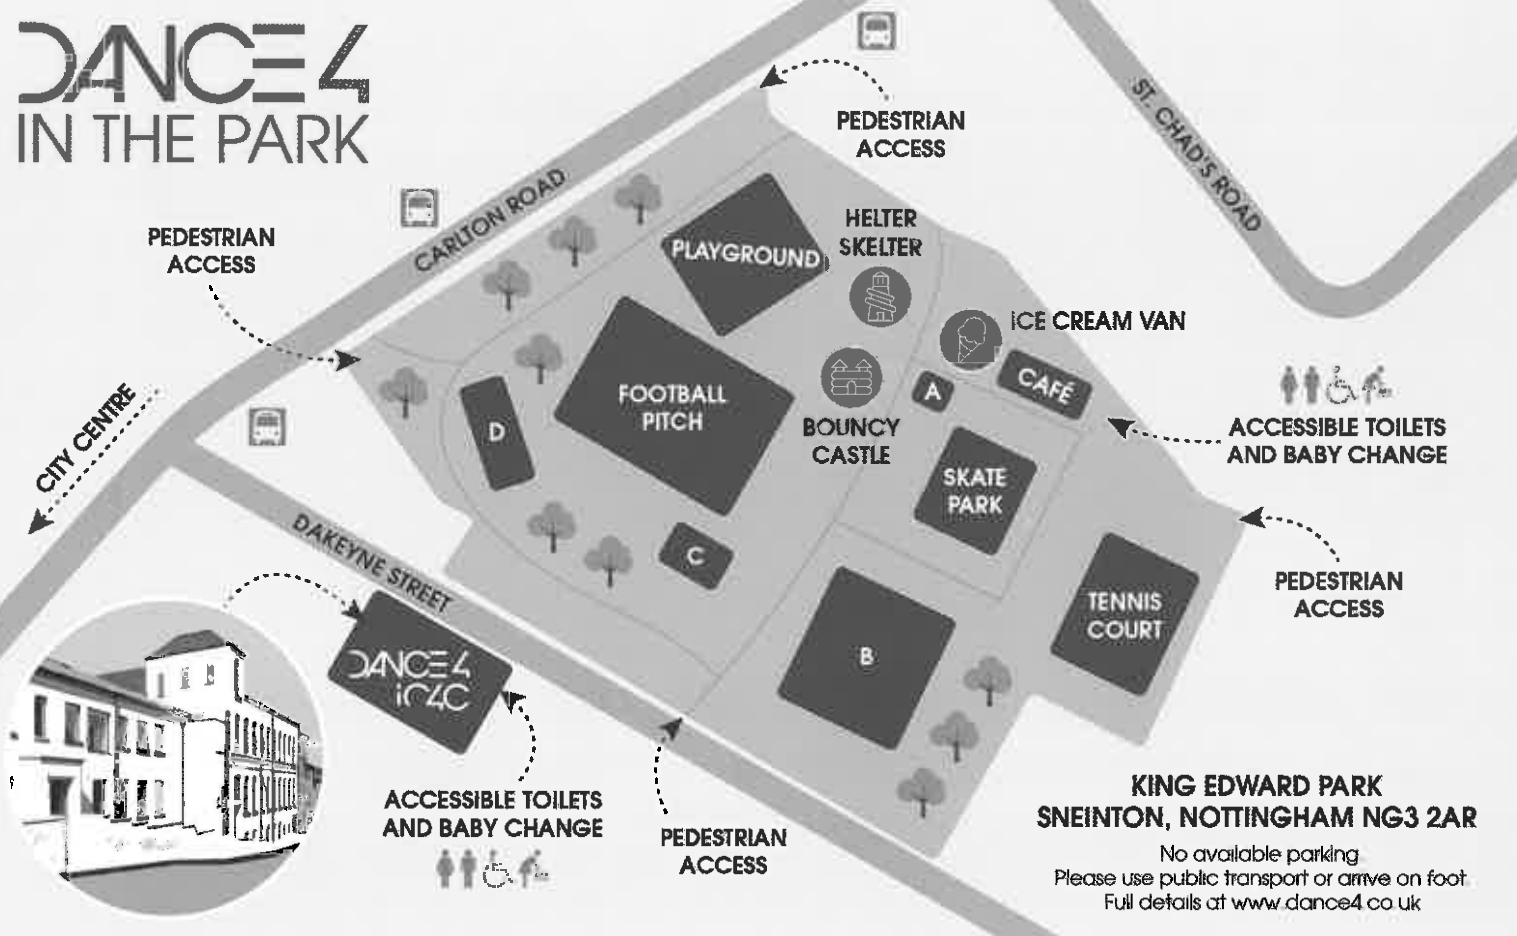 DANCE4
IN THE PARK
PEDESTRIAN
ACCESS
ST. CHAD'S ROAD
CARLTON ROAD
PEDESTRIAN
ACCESS
PLAYGROUND
HELTER
SKELTER
ICE CREAM VAN
CITY CENTRE
FOOTBALL
PITCH
A
CAFÉ
D
BOUNCY
CASTLE
ACCESSIBLE TOILETS
AND BABY CHANGE
SKATE
PARK
DAKEYNE STREET
C
PEDESTRIAN
ACCESS
TENNIS
COURT
B
DANCE4
iC4C
ACCESSIBLE TOILETS
AND BABY CHANGE
PEDESTRIAN
ACCESS
KING EDWARD PARK
SNEINTON, NOTTINGHAM NG3 2AR
No available parking
Please use public transport or arrive on foot
Full details at www.dance4.co.uk